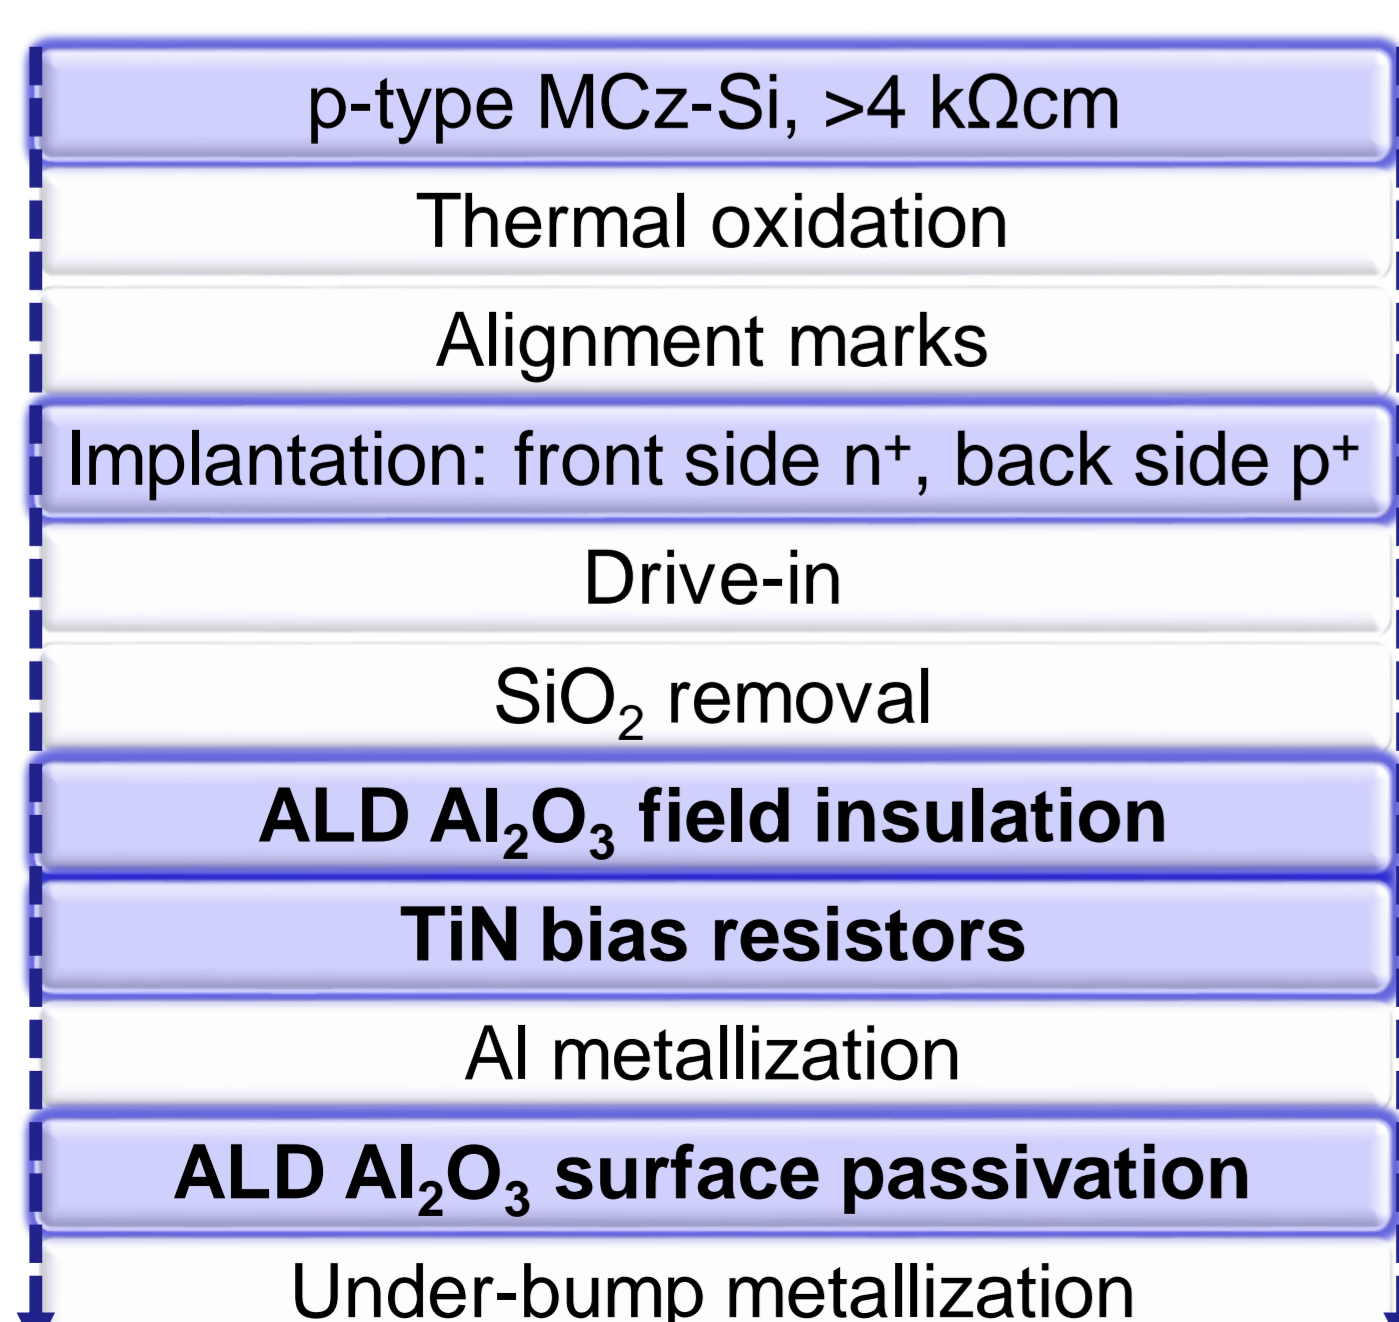 p-type MCz-Si, >4 kΩcm
Thermal oxidation
Alignment marks
Implantation: front side n⁺, back side p⁺
Drive-in
SiO₂ removal
ALD Al₂O₃ field insulation
TiN bias resistors
Al metallization
ALD Al₂O₃ surface passivation
Under-bump metallization